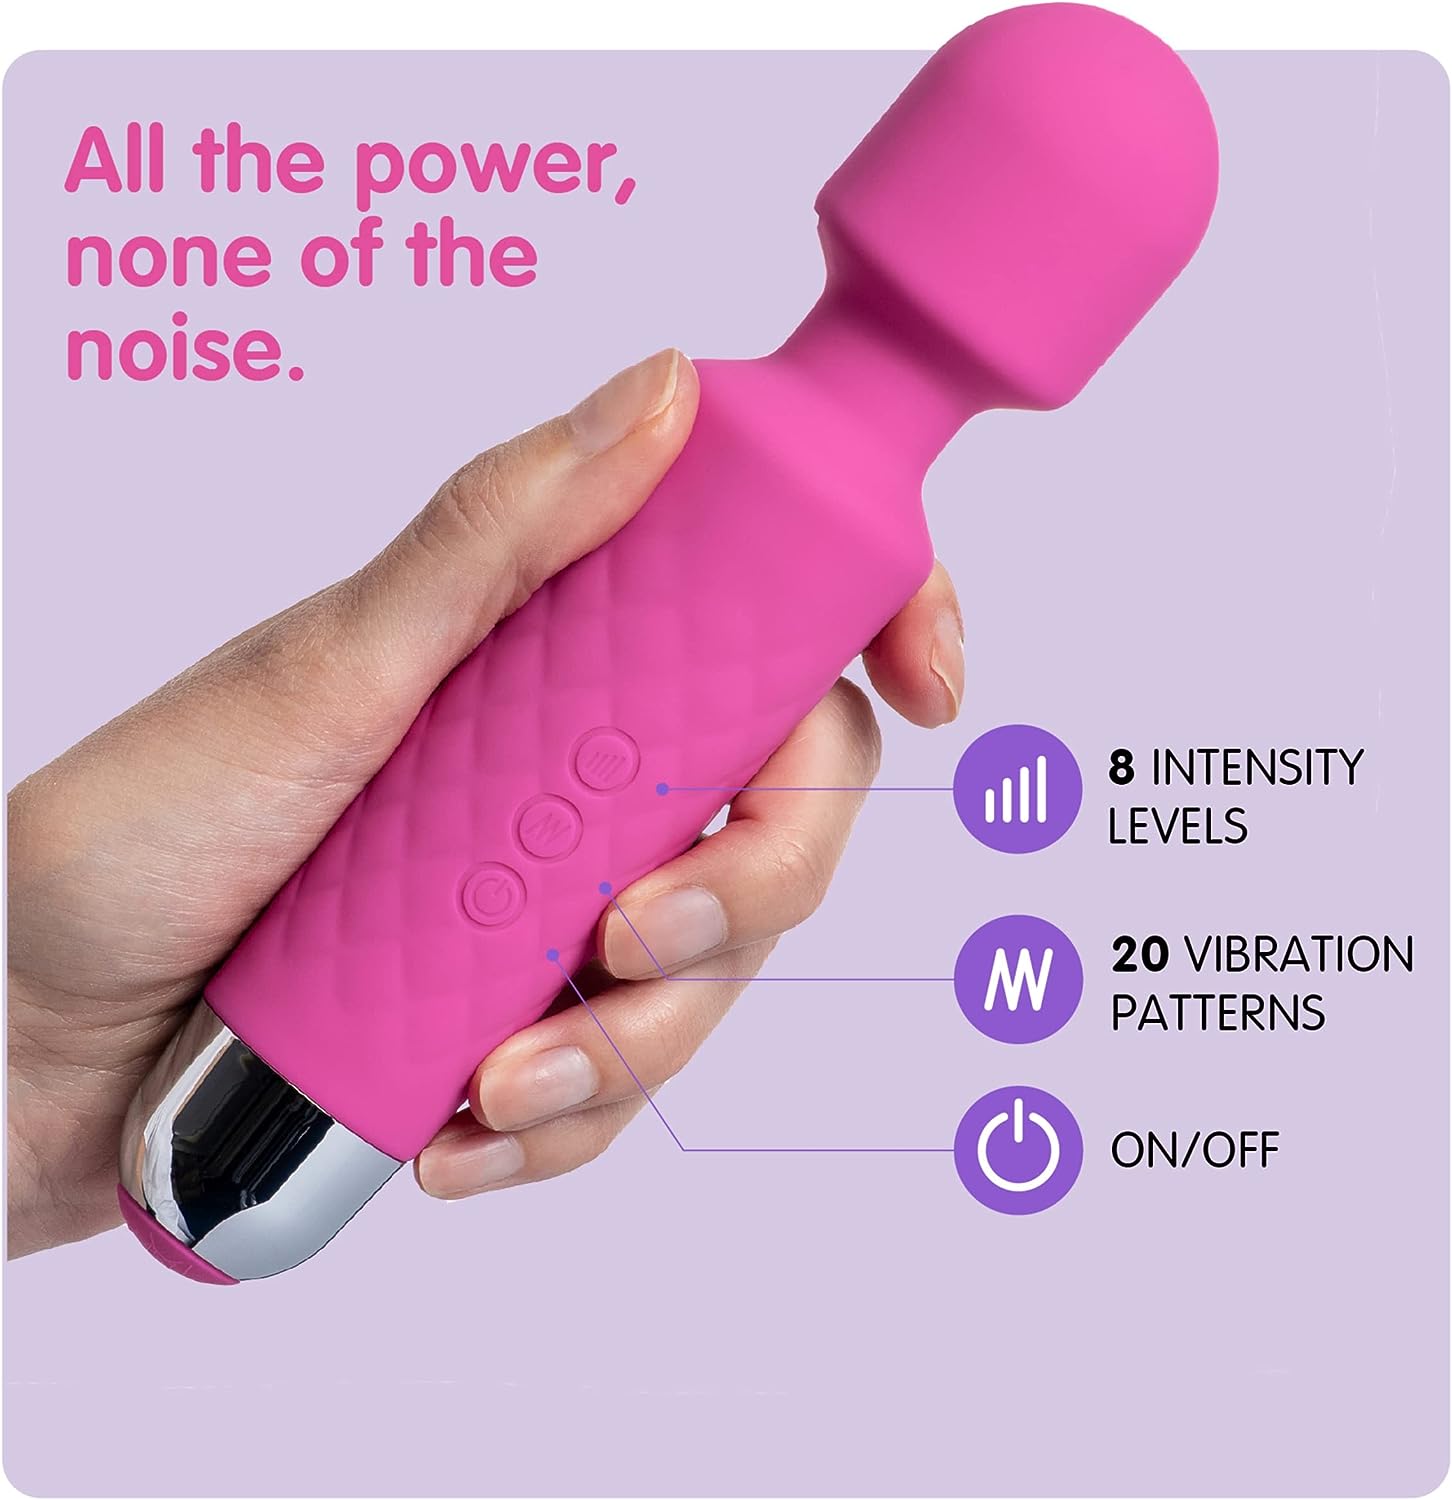 All the power,
none of the
noise.
8 INTENSITY
LEVELS
20 VIBRATION
PATTERNS
ON/OFF